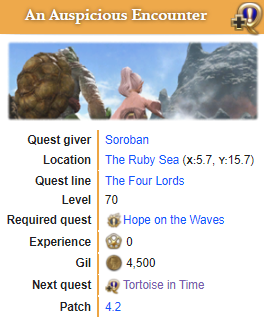 An Auspicious Encounter
Quest giver Soroban
Location The Ruby Sea (X:5.7, Y:15.7)
Quest line The Four Lords
Level 70
Required quest Hope on the Waves
Experience 0
Gil 4,500
Next quest Tortoise in Time
Patch 4.2